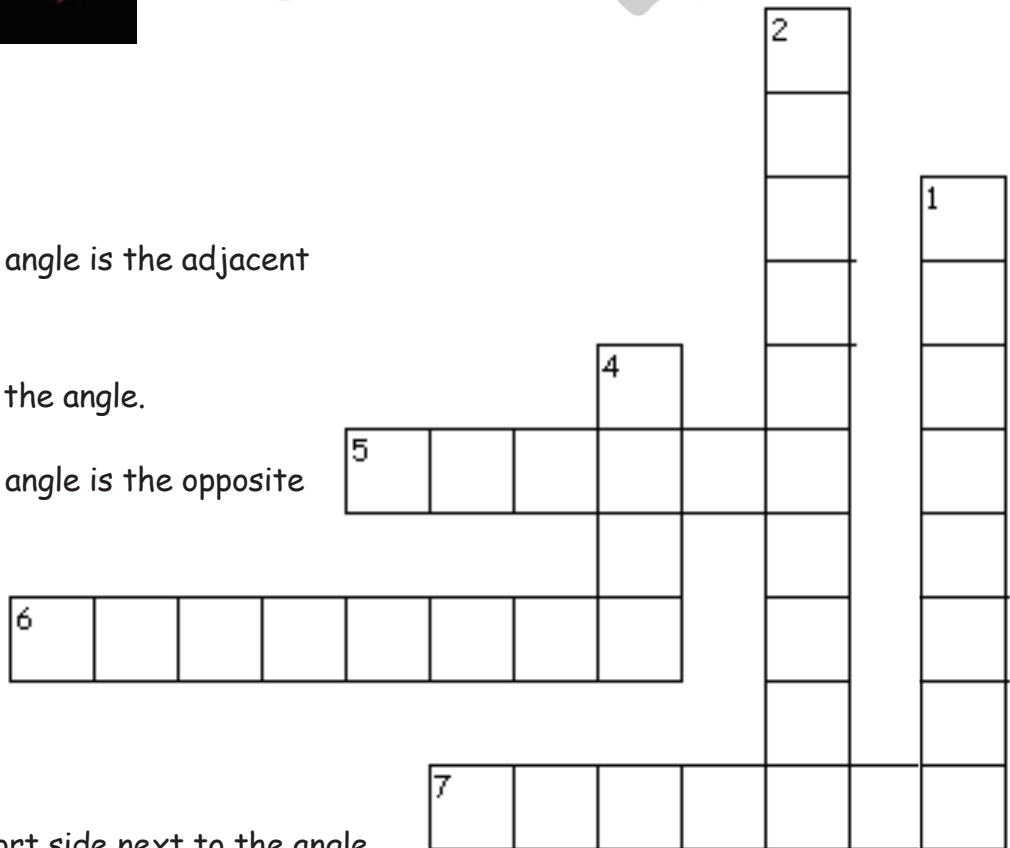 2
1
angle is the adjacent
4
the angle.
5
angle is the opposite
6
7
side next to the angle